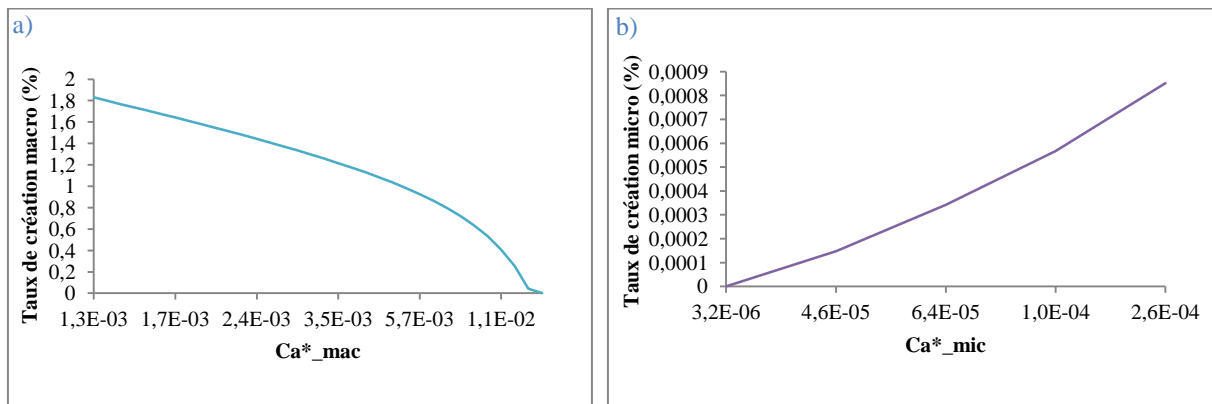 a)
Taux de création macro (%)
2
1,8
1,6
1,4
1,2
1
0,8
0,6
0,4
0,2
0
1,3E-03 1,7E-03 2,4E-03 3,5E-03 5,7E-03 1,1E-02
Ca*_mac
b)
Taux de création micro (%)
0,0009
0,0008
0,0007
0,0006
0,0005
0,0004
0,0003
0,0002
0,0001
0
3,2E-06 4,6E-05 6,4E-05 1,0E-04 2,6E-04
Ca*_mic